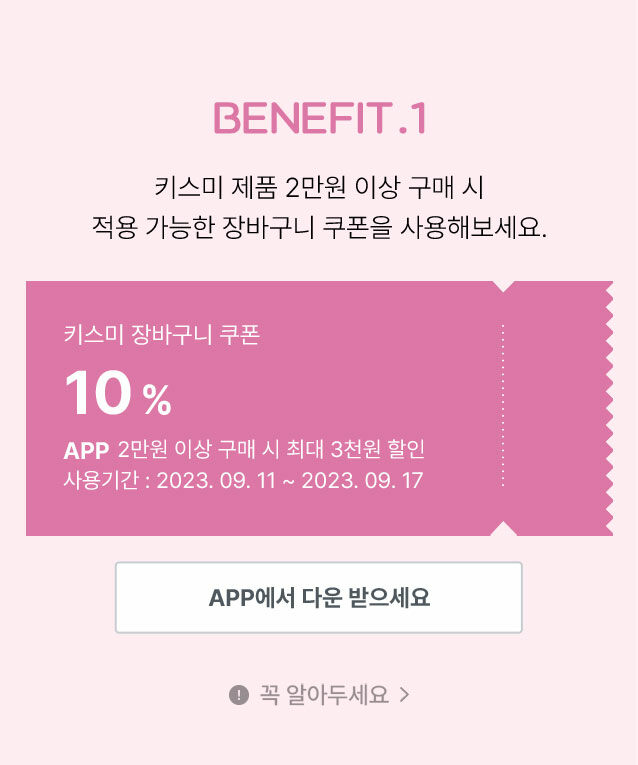 BENEFIT.1
키스미 제품 2만원 이상 구매 시
적용 가능한 장바구니 쿠폰을 사용해보세요.
키스미 장바구니 쿠폰
10 %
APP 2만원 이상 구매 시 최대 3천원 할인
사용기간 : 2023. 09. 11 ~ 2023. 09. 17
APP에서 다운 받으세요
! 꼭 알아두세요 >